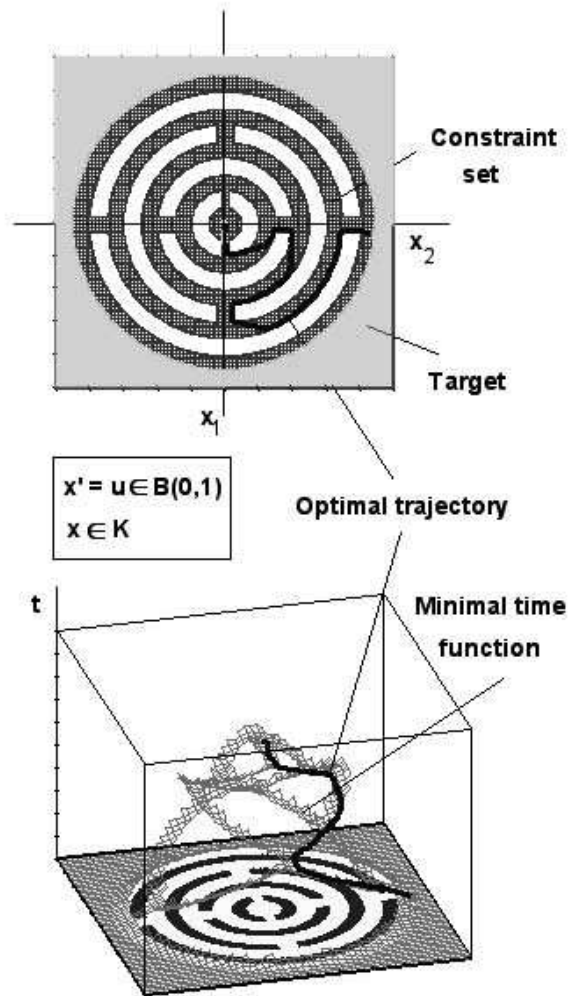 Constraint
set
x2
Target
x1
x' = u ∈ B(0,1)
x ∈ K
Optimal trajectory
t
Minimal time
function